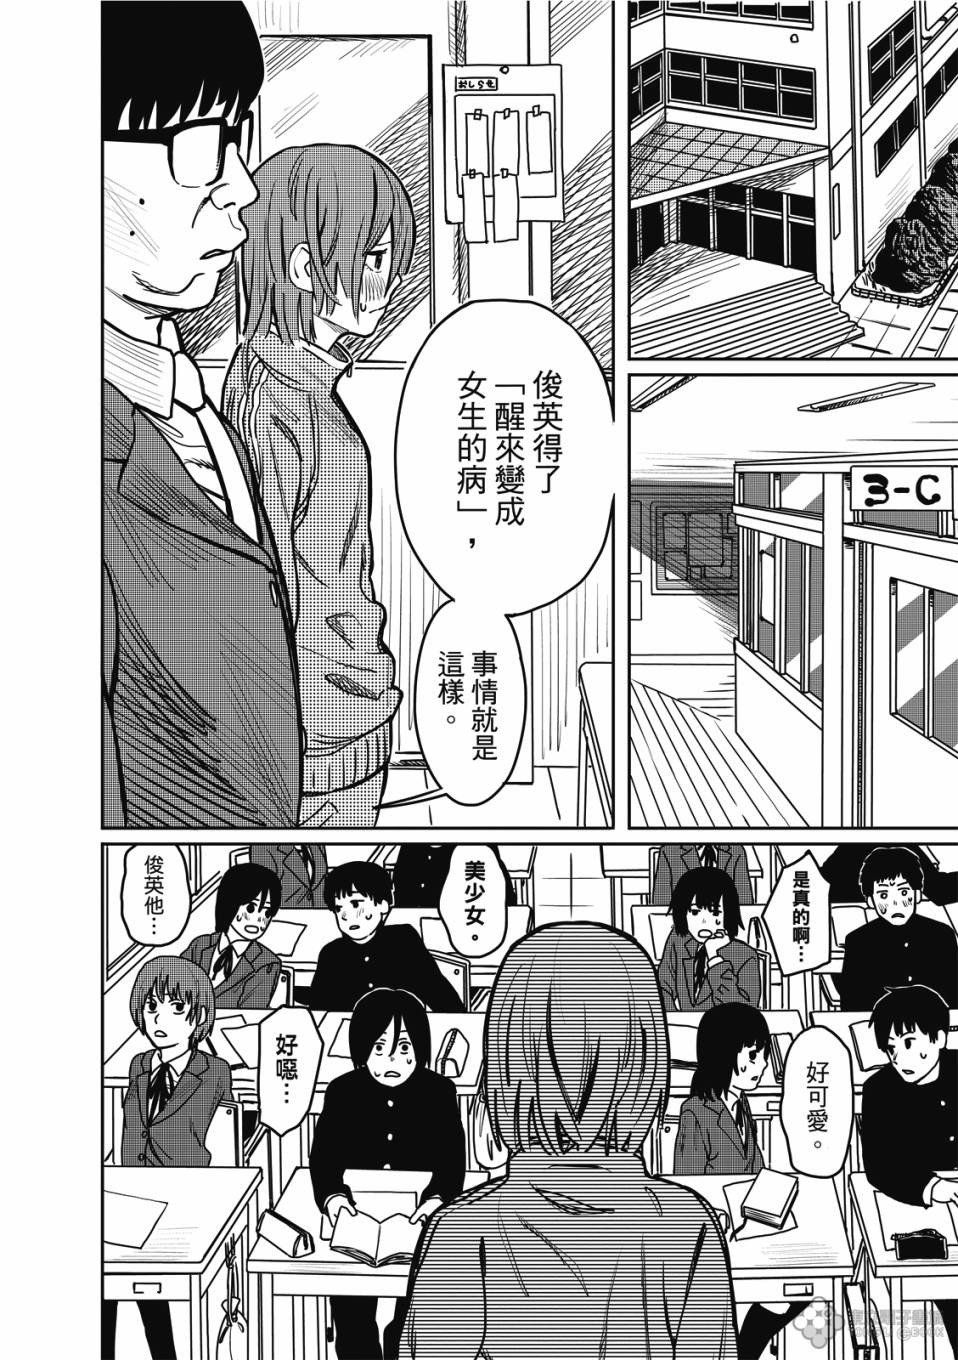 3-C
おしらせ
俊英得了
「醒來變成
女生的病」，
事情就是
這樣。
是真的啊…
美少女。
俊英他…
好可愛。
好噁…